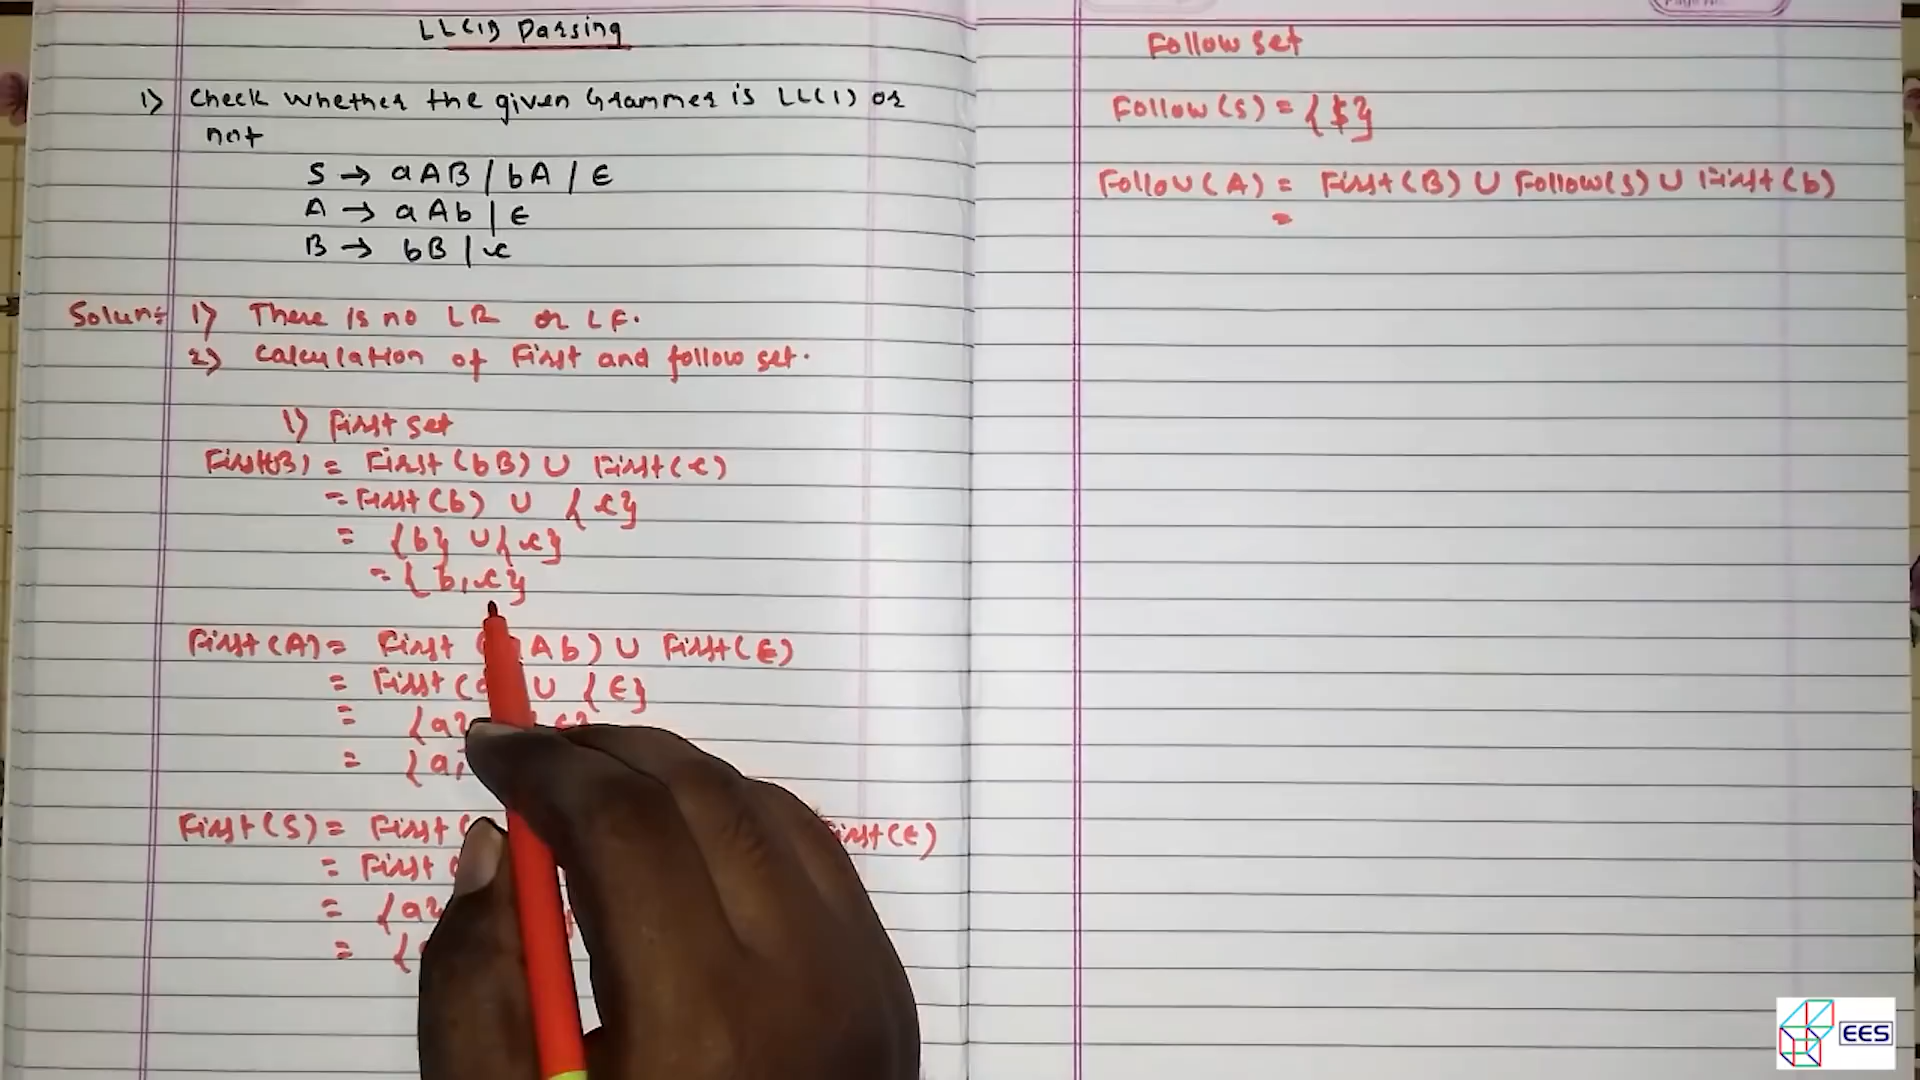 LL(1) Parsing
1) Check whether the given Grammer is LL(1) or
not
S → aAB | bA | ε
A → aAb | ε
B → bB | c
Soluns 1) There is no LR or LF.
2) Calculation of First and follow set.
1) First set
First(B) = First (bB) ∪ First(c)
= First (b) ∪ {c}
= {b} ∪ {c}
= {b, c}
First(A) = First Ab) ∪ First(ε)
= First ( ∪ {ε}
= {a}
= {a,
First(S) = First ( First(ε)
= First
= {a}
= {
Follow set
Follow (S) = {$}
Follow (A) = First (B) ∪ Follow(S) ∪ First (b)
=
EES